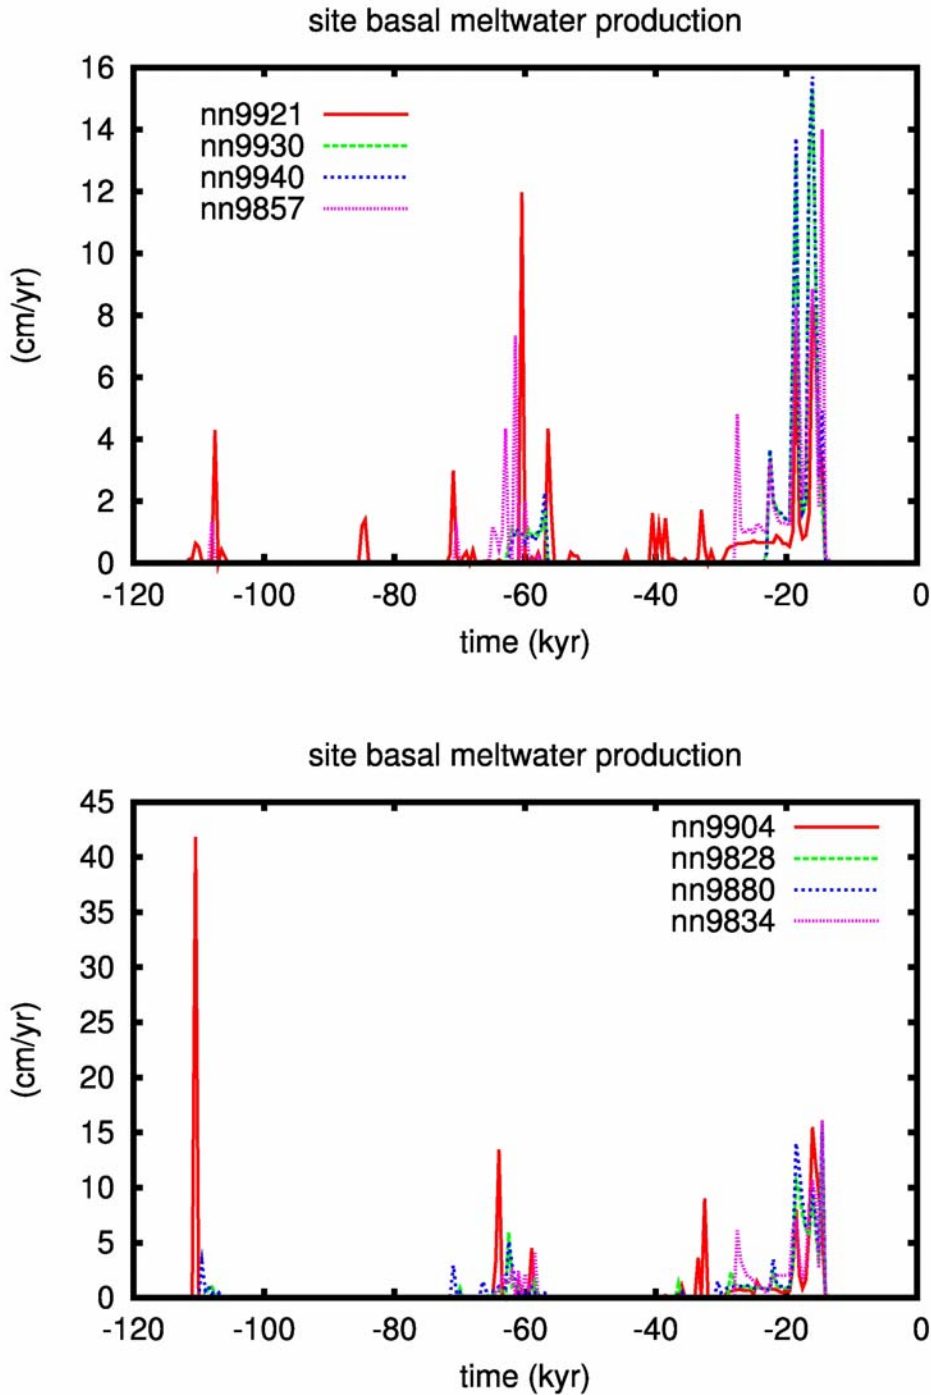 site basal meltwater production
16
14
12
10
8
6
4
2
0
(cm/yr)
nn9921
nn9930
nn9940
nn9857
-120 -100 -80 -60 -40 -20 0
time (kyr)
site basal meltwater production
45
40
35
30
25
20
15
10
5
0
(cm/yr)
nn9904
nn9828
nn9880
nn9834
-120 -100 -80 -60 -40 -20 0
time (kyr)